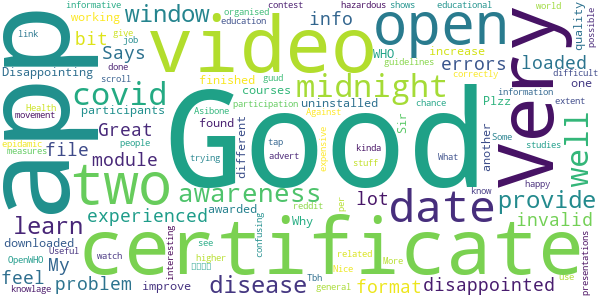 Good
certificate
app
video
very
open
two
date
midnight
covid
window
awareness
well
learn
disease
provide
module
experienced
problem
disappointed
format
invalid
errors
loaded
info
bit
Says
file
Great
My
feel
lot
Why
found
different
Sir
another
one
quality
Plzz
WHO
increase
courses
participants
Disappointing
working
finished
uninstalled
downloaded
awarded
improve
confusing
interesting
participation
Asibone
Against
expensive
chance
advert
kinda
stuff
tap
trying
What
reddit
per
see
higher
watch
Tbh
general
related
More
Nice
know
happy
use
extent
Some
studies
information
difficult
possible
correctly
guidelines
world
educational
hazardous
shows
contest
organised
education
job
give
done
informative
link
scroll
Health
movement
epidemic
measures
people
guud
Useful
OpenWHO
knowlage
presentations